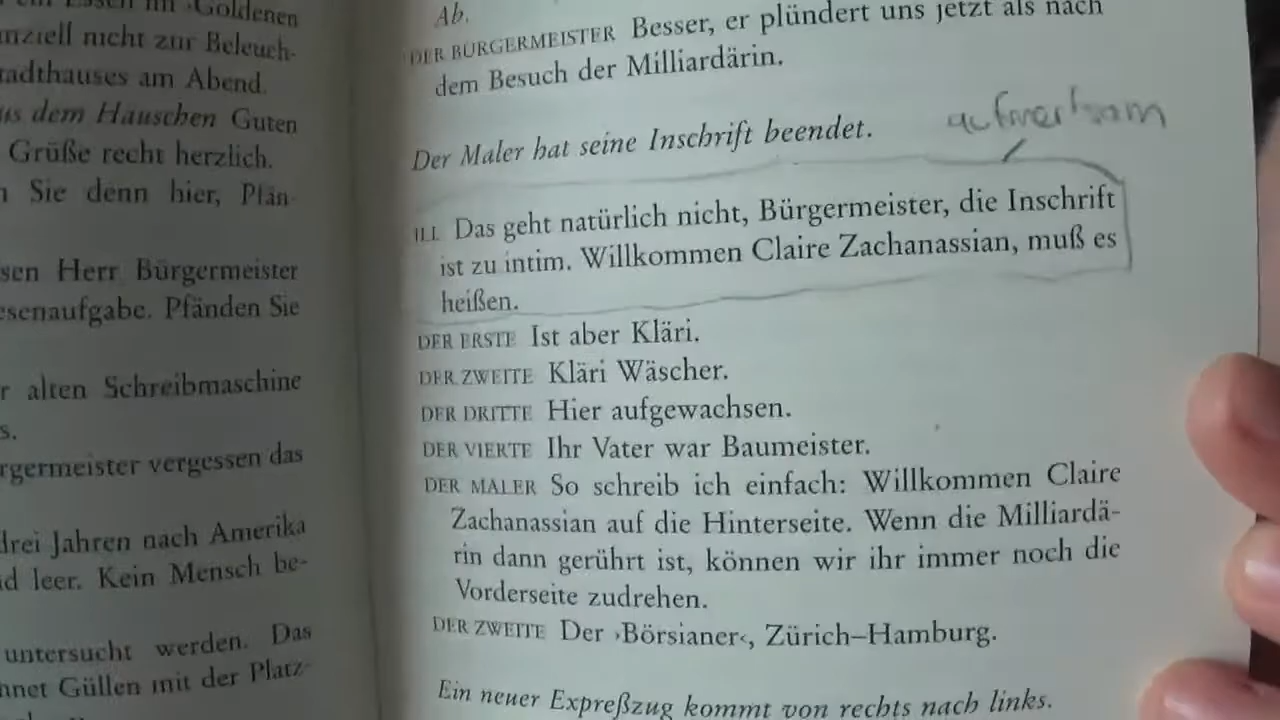 Essen im ›Goldenen
nziell nicht zur Beleuch-
tadthauses am Abend.
us dem Häuschen Guten
Grüße recht herzlich.
n Sie denn hier, Pfän-
sen Herr Bürgermeister
esenaufgabe. Pfänden Sie
r alten Schreibmaschine
s.
rgermeister vergessen das
drei Jahren nach Amerika
nd leer. Kein Mensch be-
untersucht werden. Das
hnet Güllen mit der Platz-
Ab.
DER BÜRGERMEISTER Besser, er plündert uns jetzt als nach
dem Besuch der Milliardärin.
aufmerksam
Der Maler hat seine Inschrift beendet.
ILL Das geht natürlich nicht, Bürgermeister, die Inschrift
ist zu intim. Willkommen Claire Zachanassian, muß es
heißen.
DER ERSTE Ist aber Kläri.
DER ZWEITE Kläri Wäscher.
DER DRITTE Hier aufgewachsen.
DER VIERTE Ihr Vater war Baumeister.
DER MALER So schreib ich einfach: Willkommen Claire
Zachanassian auf die Hinterseite. Wenn die Milliardä-
rin dann gerührt ist, können wir ihr immer noch die
Vorderseite zudrehen.
DER ZWEITE Der ›Börsianer‹, Zürich–Hamburg.
Ein neuer Expreßzug kommt von rechts nach links.